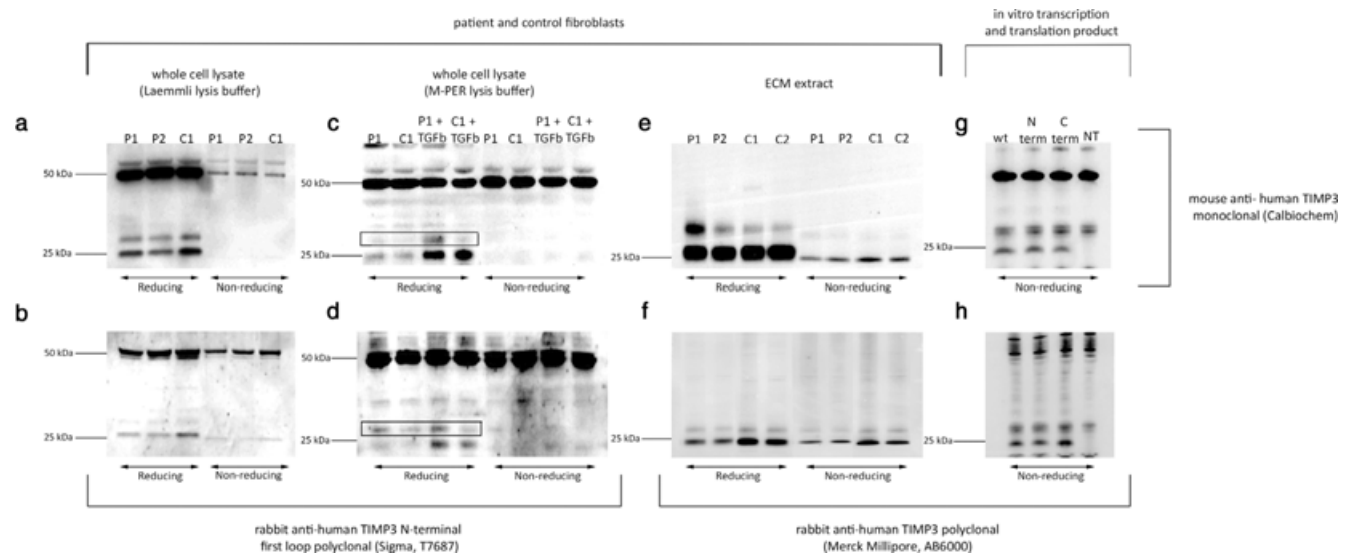 patient and control fibroblasts
in vitro transcription
and translation product
whole cell lysate
(Laemmli lysis buffer)
whole cell lysate
(M-PER lysis buffer)
ECM extract
a
P1 P2 C1 P1 P2 C1
50 kDa
25 kDa
Reducing Non-reducing
c
P1 C1 P1 + TGFb C1 + TGFb P1 C1 P1 + TGFb C1 + TGFb
50 kDa
25 kDa
Reducing Non-reducing
e
P1 P2 C1 C2 P1 P2 C1 C2
25 kDa
Reducing Non-reducing
g
wt N term C term NT
25 kDa
Non-reducing
mouse anti- human TIMP3
monoclonal (Calbiochem)
b
50 kDa
25 kDa
Reducing Non-reducing
d
50 kDa
25 kDa
Reducing Non-reducing
f
25 kDa
Reducing Non-reducing
h
25 kDa
Non-reducing
rabbit anti-human TIMP3 N-terminal
first loop polyclonal (Sigma, T7687)
rabbit anti-human TIMP3 polyclonal
(Merck Millipore, AB6000)